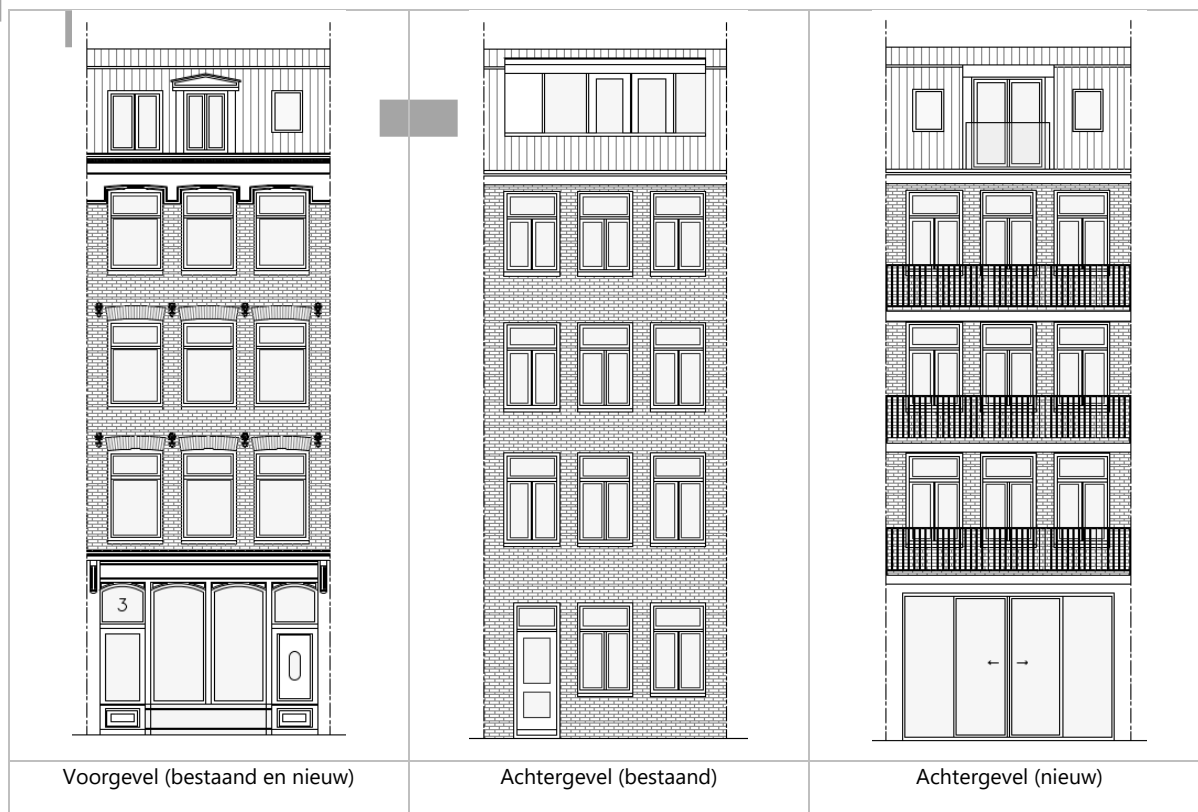 3
← →
Voorgevel (bestaand en nieuw)
Achtergevel (bestaand)
Achtergevel (nieuw)